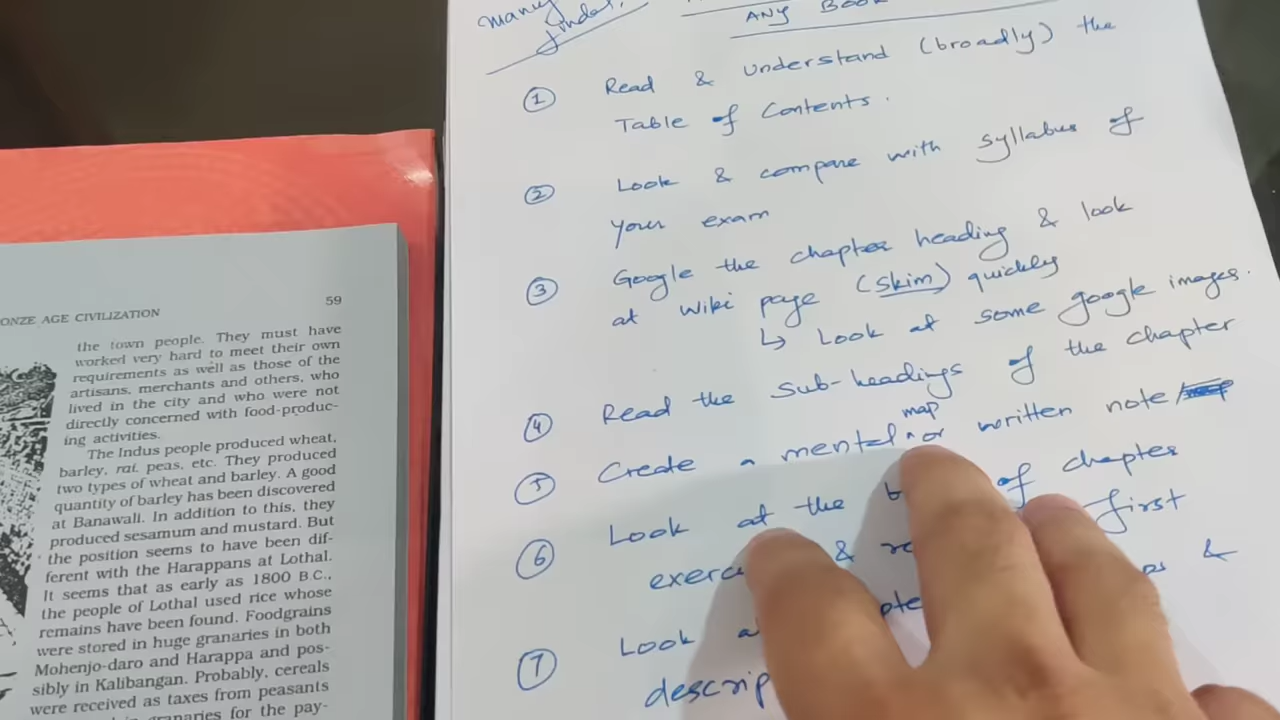 59
ONZE AGE CIVILIZATION
the town people. They must have
worked very hard to meet their own
requirements as well as those of the
artisans, merchants and others, who
lived in the city and who were not
directly concerned with food-produc-
ing activities.
The Indus people produced wheat,
barley, rai, peas, etc. They produced
two types of wheat and barley. A good
quantity of barley has been discovered
at Banawali. In addition to this, they
produced sesamum and mustard. But
the position seems to have been dif-
ferent with the Harappans at Lothal.
It seems that as early as 1800 B.C.,
the people of Lothal used rice whose
remains have been found. Foodgrains
were stored in huge granaries in both
Mohenjo-daro and Harappa and pos-
sibly in Kalibangan. Probably, cereals
were received as taxes from peasants
granaries for the pay-
many
ANY BOOK
1 Read & understand (broadly) the
Table of Contents.
2 Look & compare with syllabus of
your exam
3 Google the chapter heading & look
at Wiki page (skim) quickly
↳ Look at some google images.
4 Read the sub-headings of the chapter
map
5 Create a mental or written note/
6 Look at the of chapter
& first
7 Look &
descrip